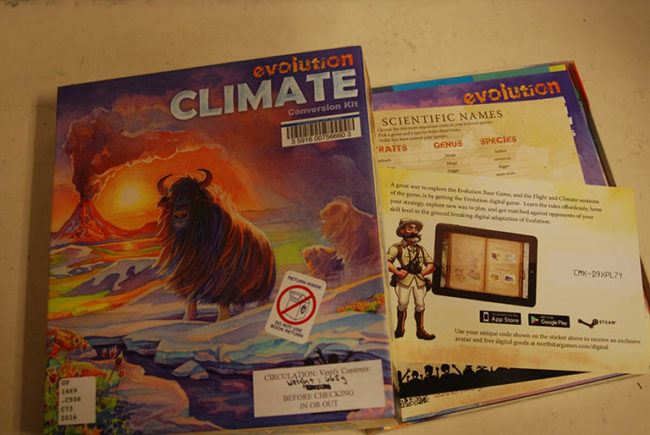 evolution
CLIMATE
Conversion Kit
3 5916 00756660 3
RETURN INSIDE
DO NOT USE
BOOK RETURN
CIRCULATION: Verify Contents
Weight: 665g
BEFORE CHECKING
IN OR OUT
GV
1469
.C556
C73
2016
evolution
SCIENTIFIC NAMES
TRAITS GENUS SPECIES
A great way to explore the Evolution Base Game, and the Flight and Climate versions
of the game, is by getting the Evolution digital game. Learn the rules effortlessly, hone
your strategy, explore new was to play, and get matched against opponents of your
skill level in the ground breaking digital adaptation of Evolution.
CMK-D9XPL7Y
App Store
Google Play
STEAM
Use your unique code shown on the sticker above to receive an exclusive
avatar and free digital goods at northstargames.com/digital